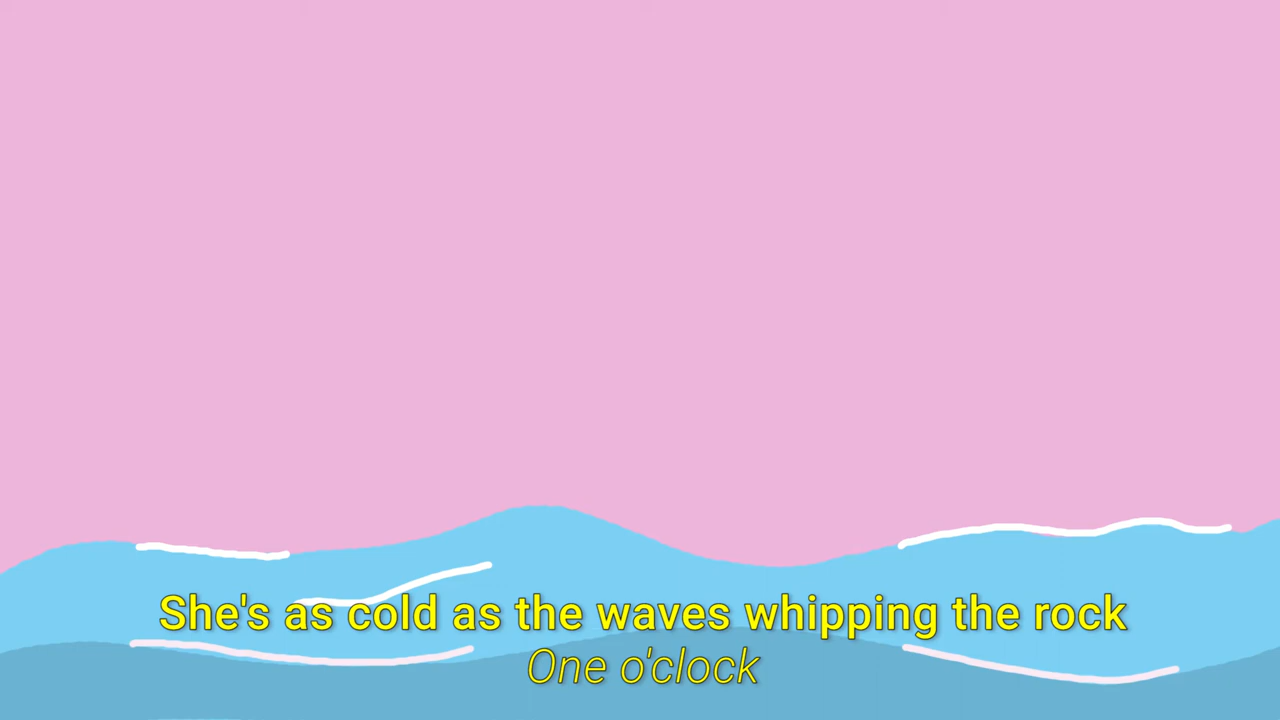 She's as cold as the waves whipping the rock
One o'clock